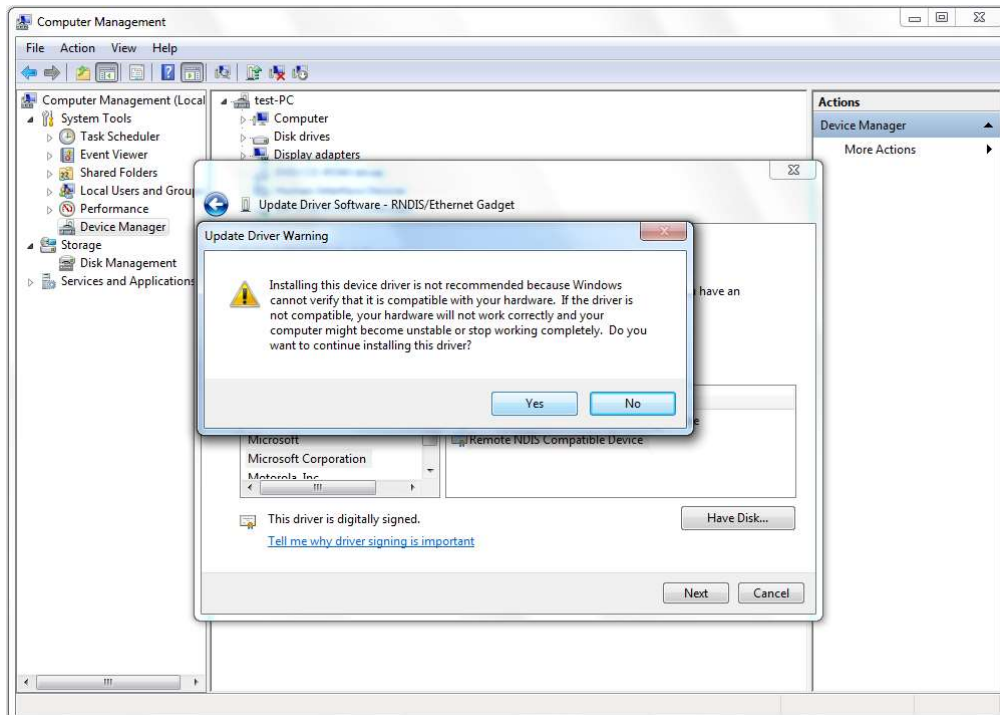 Computer Management
File Action View Help
Computer Management (Local
System Tools
Task Scheduler
Event Viewer
Shared Folders
Local Users and Group
Performance
Device Manager
Storage
Disk Management
Services and Applications
test-PC
Computer
Disk drives
Display adapters
Update Driver Software - RNDIS/Ethernet Gadget
Update Driver Warning
Installing this device driver is not recommended because Windows
cannot verify that it is compatible with your hardware. If the driver is
not compatible, your hardware will not work correctly and your
computer might become unstable or stop working completely. Do you
want to continue installing this driver?
Yes No
have an
Microsoft
Microsoft Corporation
Motorola, Inc
Remote NDIS Compatible Device
This driver is digitally signed.
Tell me why driver signing is important
Have Disk...
Next Cancel
Actions
Device Manager
More Actions